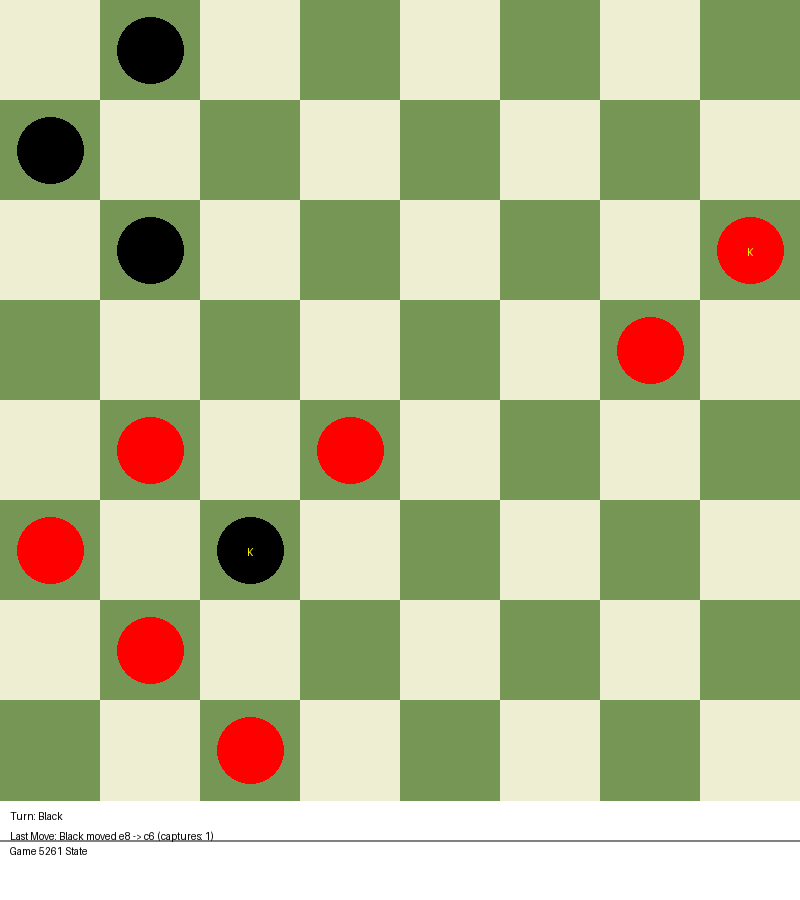 K
K
Turn: Black
Last Move: Black moved e8 -> c6 (captures: 1)
Game 5261 State